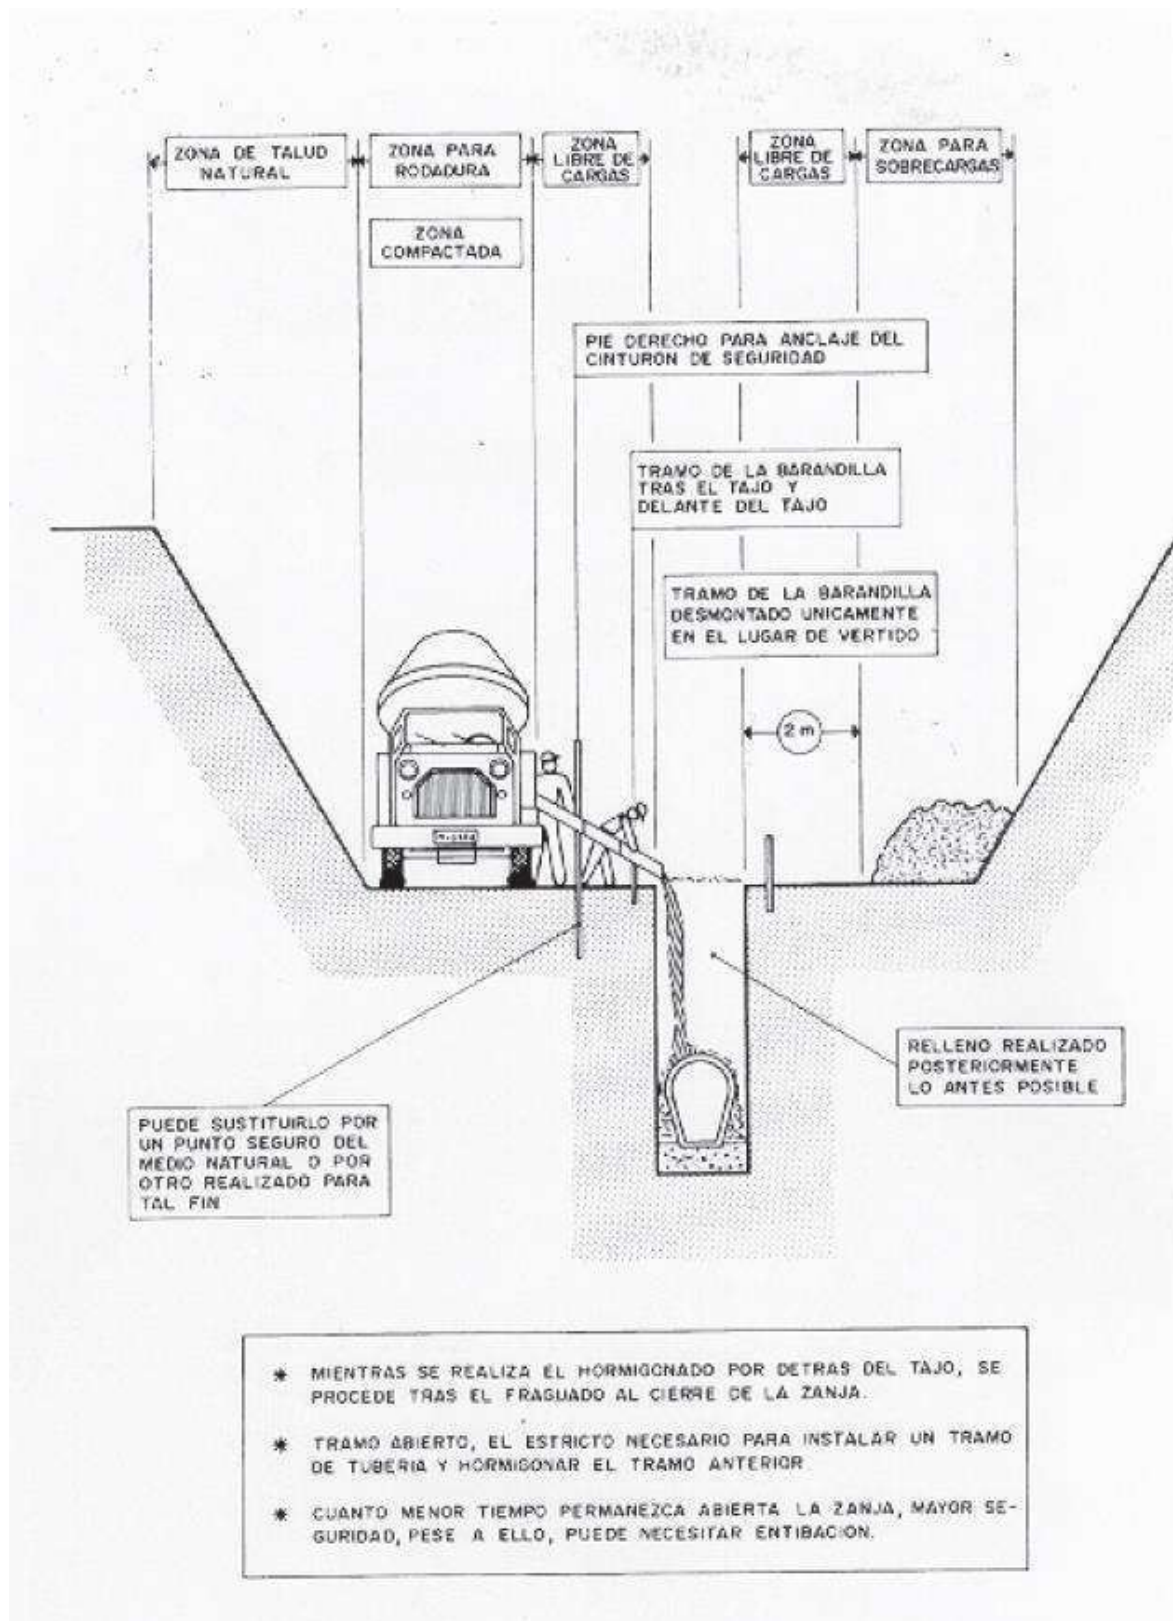 ZONA DE TALUD
NATURAL
ZONA PARA
RODADURA
ZONA
LIBRE DE
CARGAS
ZONA
LIBRE DE
CARGAS
ZONA PARA
SOBRECARGAS
ZONA
COMPACTADA
PIE DERECHO PARA ANCLAJE DEL
CINTURON DE SEGURIDAD
TRAMO DE LA BARANDILLA
TRAS EL TAJO Y
DELANTE DEL TAJO
TRAMO DE LA BARANDILLA
DESMONTADO UNICAMENTE
EN EL LUGAR DE VERTIDO
2 m
RELLENO REALIZADO
POSTERIORMENTE
LO ANTES POSIBLE
PUEDE SUSTITUIRLO POR
UN PUNTO SEGURO DEL
MEDIO NATURAL O POR
OTRO REALIZADO PARA
TAL FIN
* MIENTRAS SE REALIZA EL HORMIGONADO POR DETRAS DEL TAJO, SE
PROCEDE TRAS EL FRAGUADO AL CIERRE DE LA ZANJA.
* TRAMO ABIERTO, EL ESTRICTO NECESARIO PARA INSTALAR UN TRAMO
DE TUBERIA Y HORMIGONAR EL TRAMO ANTERIOR
* CUANTO MENOR TIEMPO PERMANEZCA ABIERTA LA ZANJA, MAYOR SE-
GURIDAD, PESE A ELLO, PUEDE NECESITAR ENTIBACION.